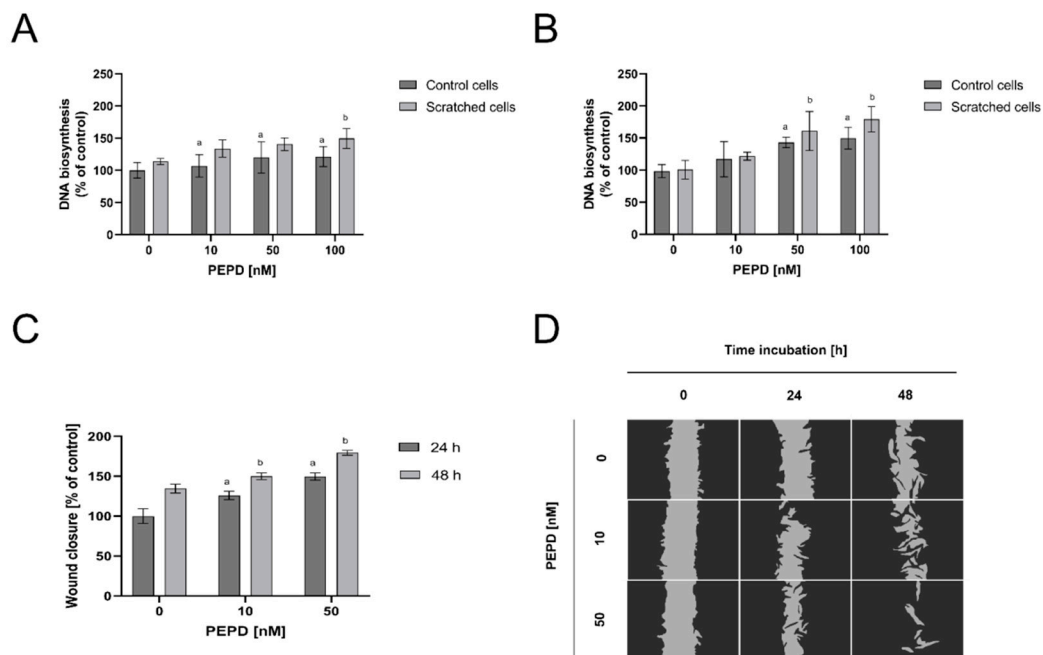 A
DNA biosynthesis
(% of control)
250
200
150
100
50
0
a
a
a
b
0
10
50
100
PEPD [nM]
Control cells
Scratched cells
B
DNA biosynthesis
(% of control)
250
200
150
100
50
0
a
b
a
b
0
10
50
100
PEPD [nM]
Control cells
Scratched cells
C
Wound closure [% of control]
200
150
100
50
0
a
b
a
b
0
10
50
PEPD [nM]
24 h
48 h
D
Time incubation [h]
0
24
48
PEPD [nM]
0
10
50